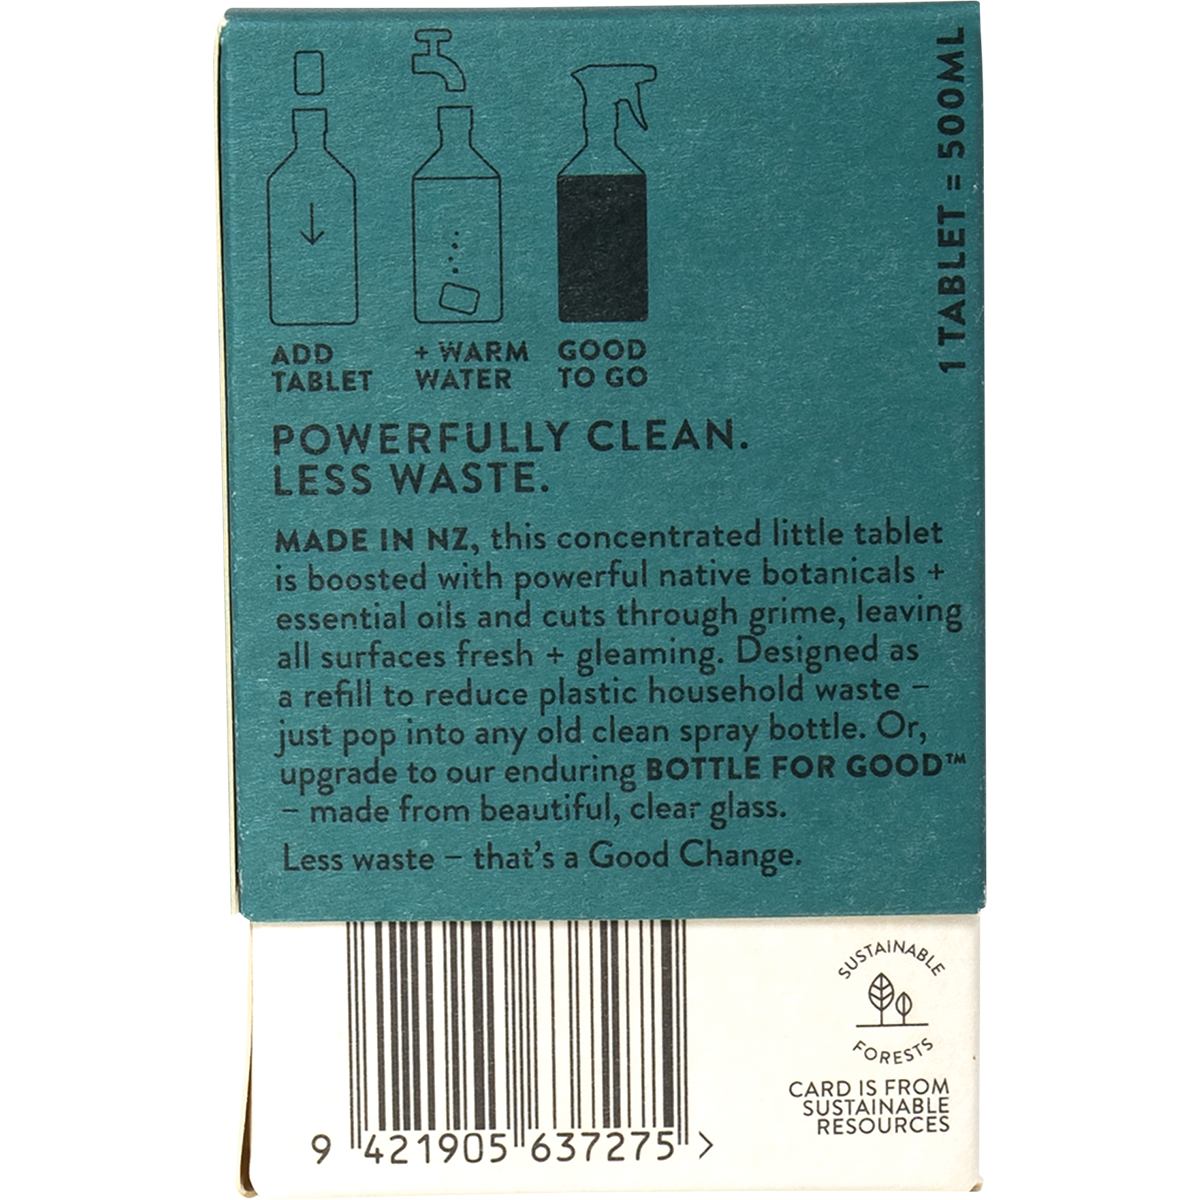 ADD
TABLET
+ WARM
WATER
GOOD
TO GO
1 TABLET = 500ML
POWERFULLY CLEAN.
LESS WASTE.
MADE IN NZ, this concentrated little tablet
is boosted with powerful native botanicals +
essential oils and cuts through grime, leaving
all surfaces fresh + gleaming. Designed as
a refill to reduce plastic household waste –
just pop into any old clean spray bottle. Or,
upgrade to our enduring BOTTLE FOR GOOD™
– made from beautiful, clear glass.
Less waste – that's a Good Change.
SUSTAINABLE
FORESTS
CARD IS FROM
SUSTAINABLE
RESOURCES
9 421905 637275 >